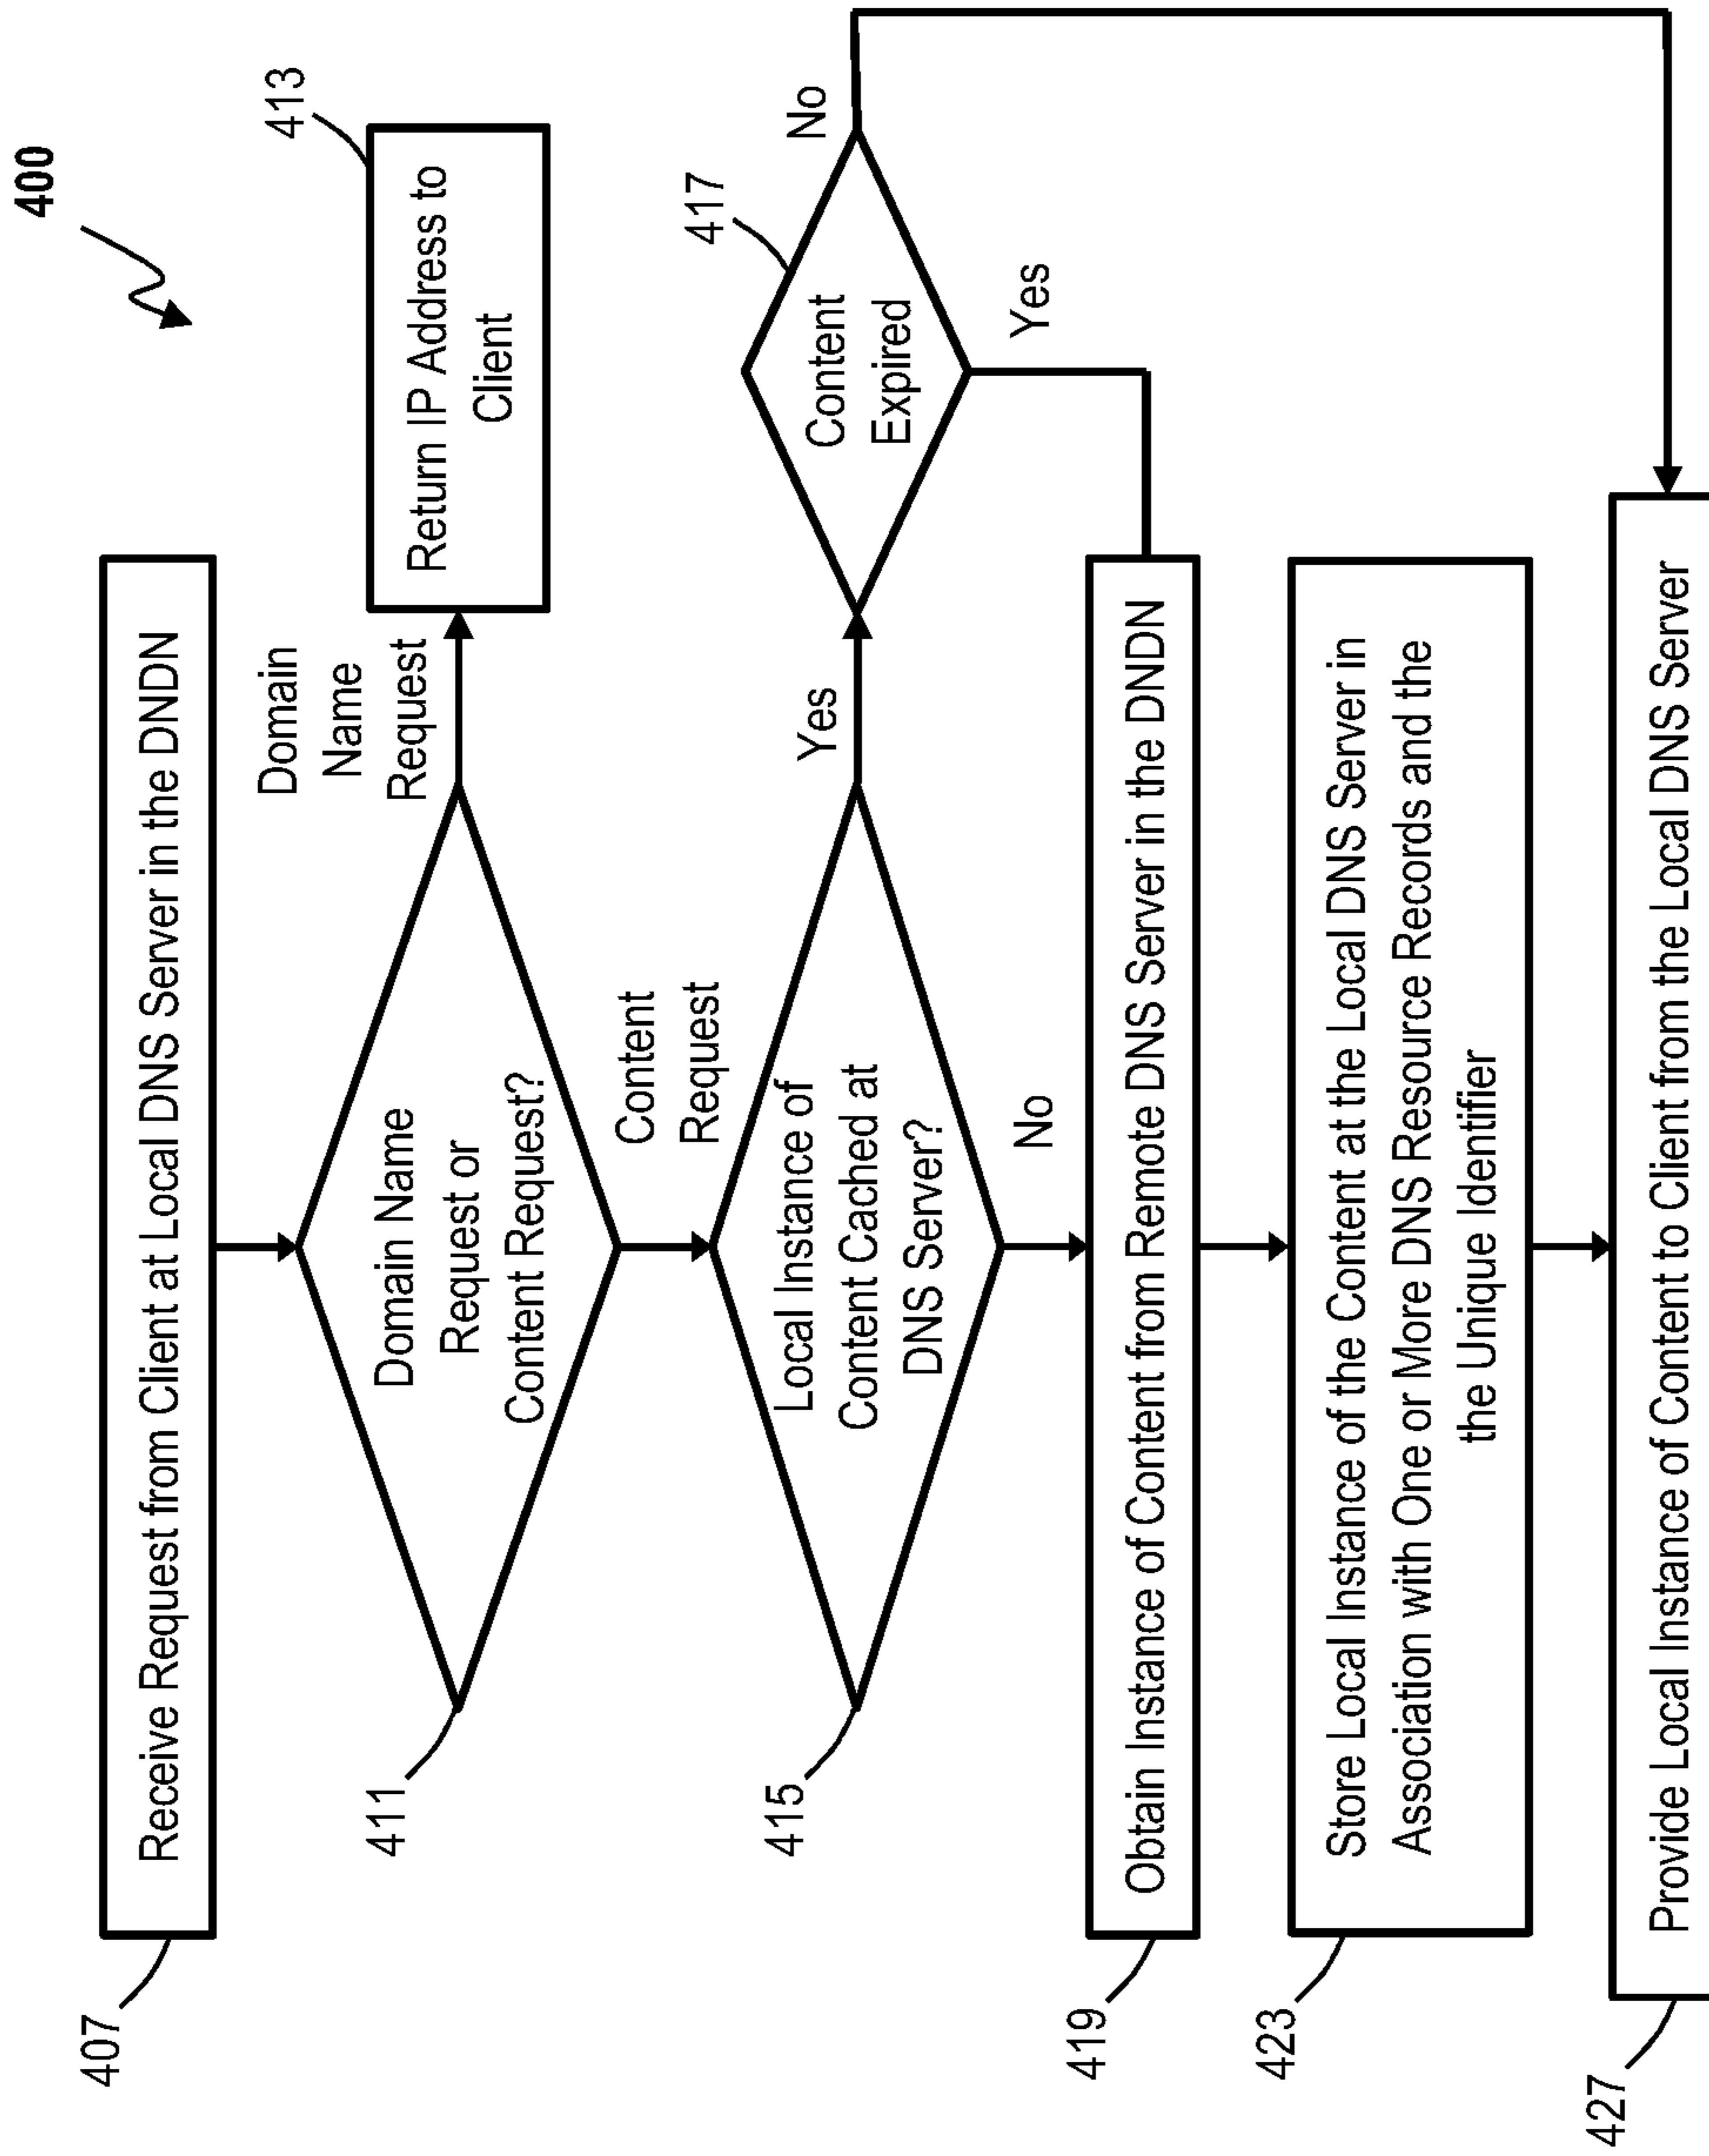 400
407
Receive Request from Client at Local DNS Server in the DNDN
411
Domain Name
Request or
Content Request?
Domain
Name
Request
413
Return IP Address to
Client
Content
Request
415
Local Instance of
Content Cached at
DNS Server?
Yes
417
Content
Expired
No
Yes
No
419
Obtain Instance of Content from Remote DNS Server in the DNDN
423
Store Local Instance of the Content at the Local DNS Server in
Association with One or More DNS Resource Records and the
the Unique Identifier
427
Provide Local Instance of Content to Client from the Local DNS Server